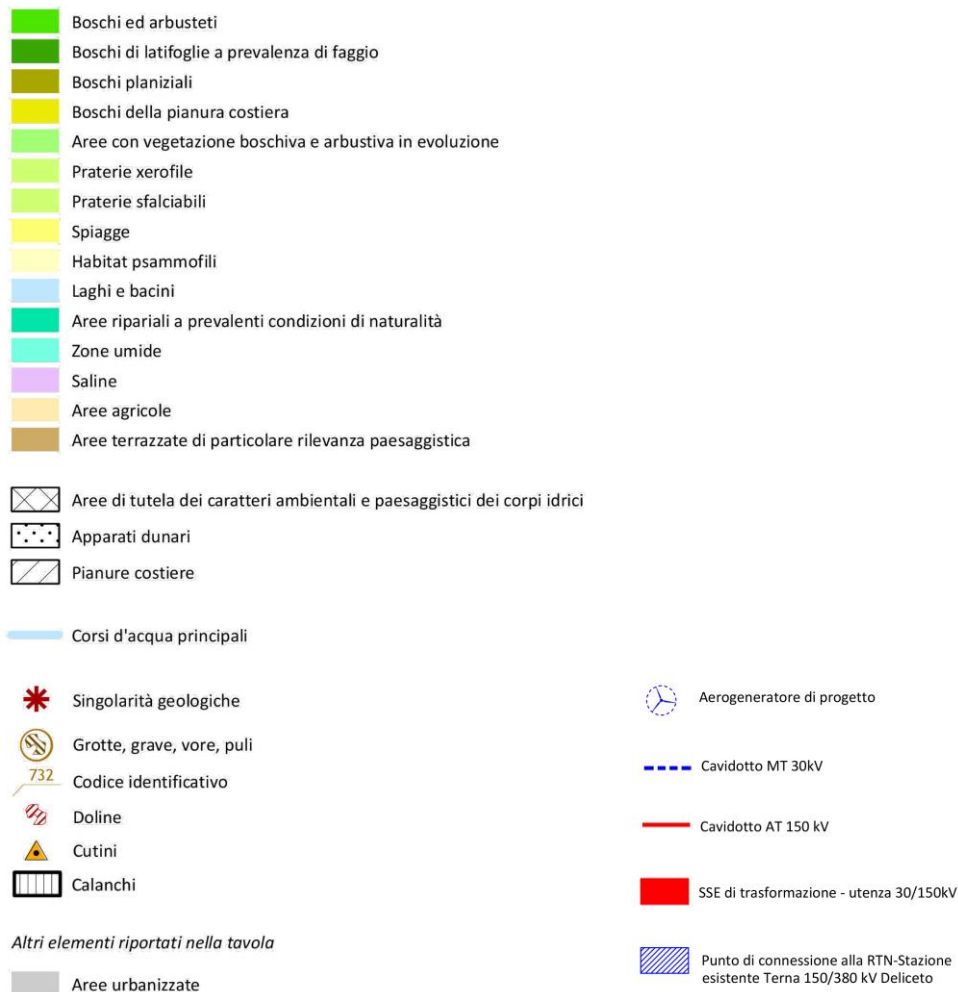 Boschi ed arbusteti
Boschi di latifoglie a prevalenza di faggio
Boschi planiziali
Boschi della pianura costiera
Aree con vegetazione boschiva e arbustiva in evoluzione
Praterie xerofile
Praterie sfalciabili
Spiagge
Habitat psammofili
Laghi e bacini
Aree ripariali a prevalenti condizioni di naturalità
Zone umide
Saline
Aree agricole
Aree terrazzate di particolare rilevanza paesaggistica
Aree di tutela dei caratteri ambientali e paesaggistici dei corpi idrici
Apparati dunari
Pianure costiere
Corsi d'acqua principali
Singolarità geologiche
Grotte, grave, vore, puli
732 Codice identificativo
Doline
Cutini
Calanchi
Altri elementi riportati nella tavola
Aree urbanizzate
Aerogeneratore di progetto
Cavidotto MT 30kV
Cavidotto AT 150 kV
SSE di trasformazione - utenza 30/150kV
Punto di connessione alla RTN-Stazione
esistente Terna 150/380 kV Deliceto